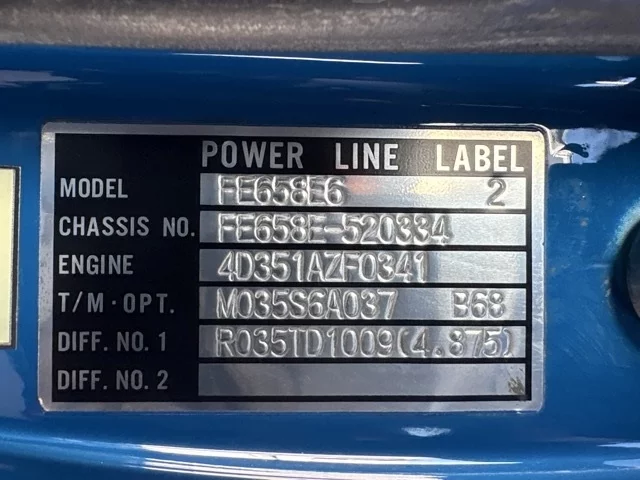 POWER LINE LABEL
MODEL FE658E6 2
CHASSIS NO. FE658E-520334
ENGINE 4D351AZF0341
T/M·OPT. M035S6A037 B68
DIFF. NO. 1 R035TD1009(4.875)
DIFF. NO. 2